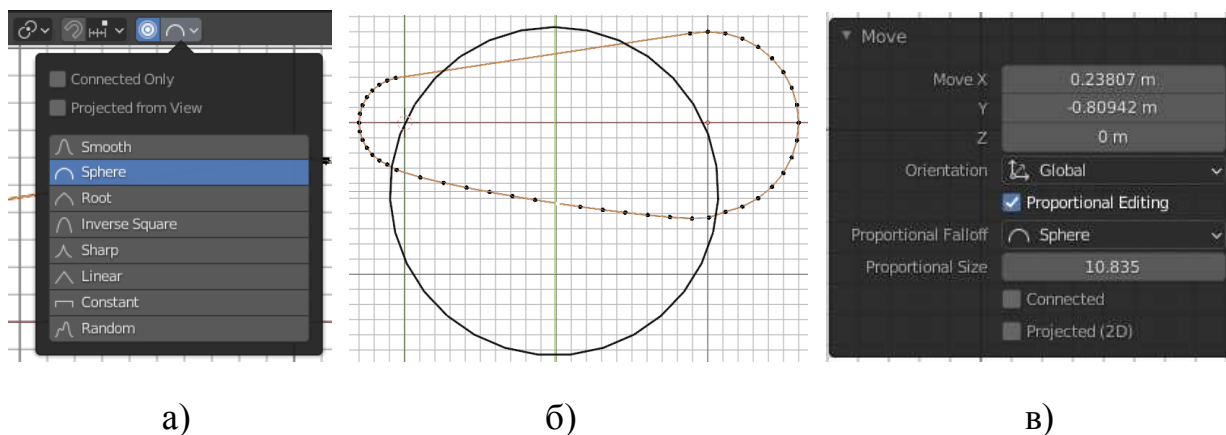 Connected Only
Projected from View
Smooth
Sphere
Root
Inverse Square
Sharp
Linear
Constant
Random
Move
Move X 0.23807 m
Y -0.80942 m
Z 0 m
Orientation Global
Proportional Editing
Proportional Falloff Sphere
Proportional Size 10.835
Connected
Projected (2D)
а) б) в)